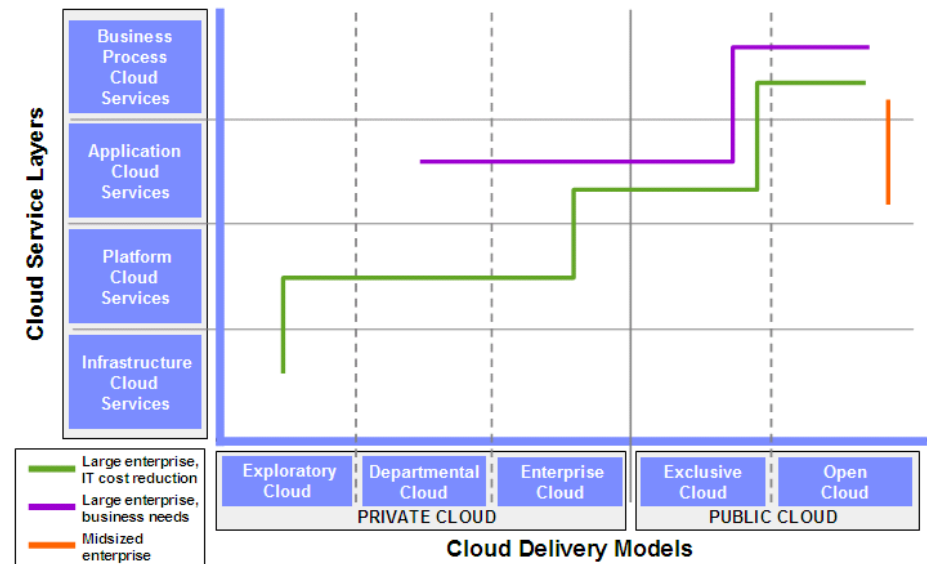 Cloud Service Layers
Business
Process
Cloud
Services
Application
Cloud
Services
Platform
Cloud
Services
Infrastructure
Cloud
Services
Large enterprise,
IT cost reduction
Large enterprise,
business needs
Midsized
enterprise
Exploratory
Cloud
Departmental
Cloud
Enterprise
Cloud
PRIVATE CLOUD
Exclusive
Cloud
Open
Cloud
PUBLIC CLOUD
Cloud Delivery Models